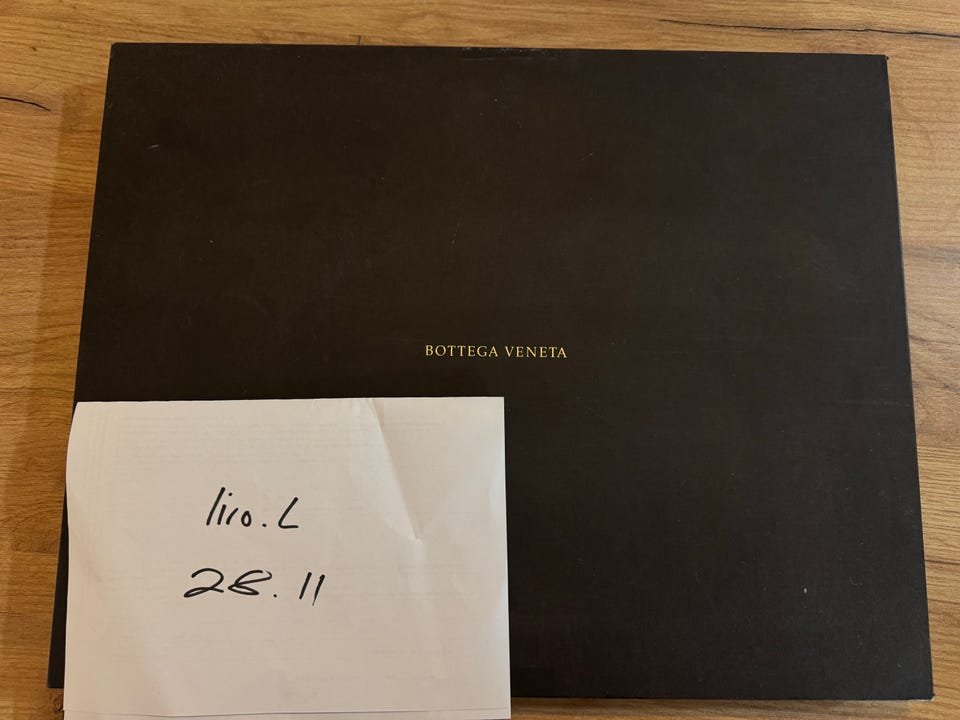 BOTTEGA VENETA
liro.L
28.11